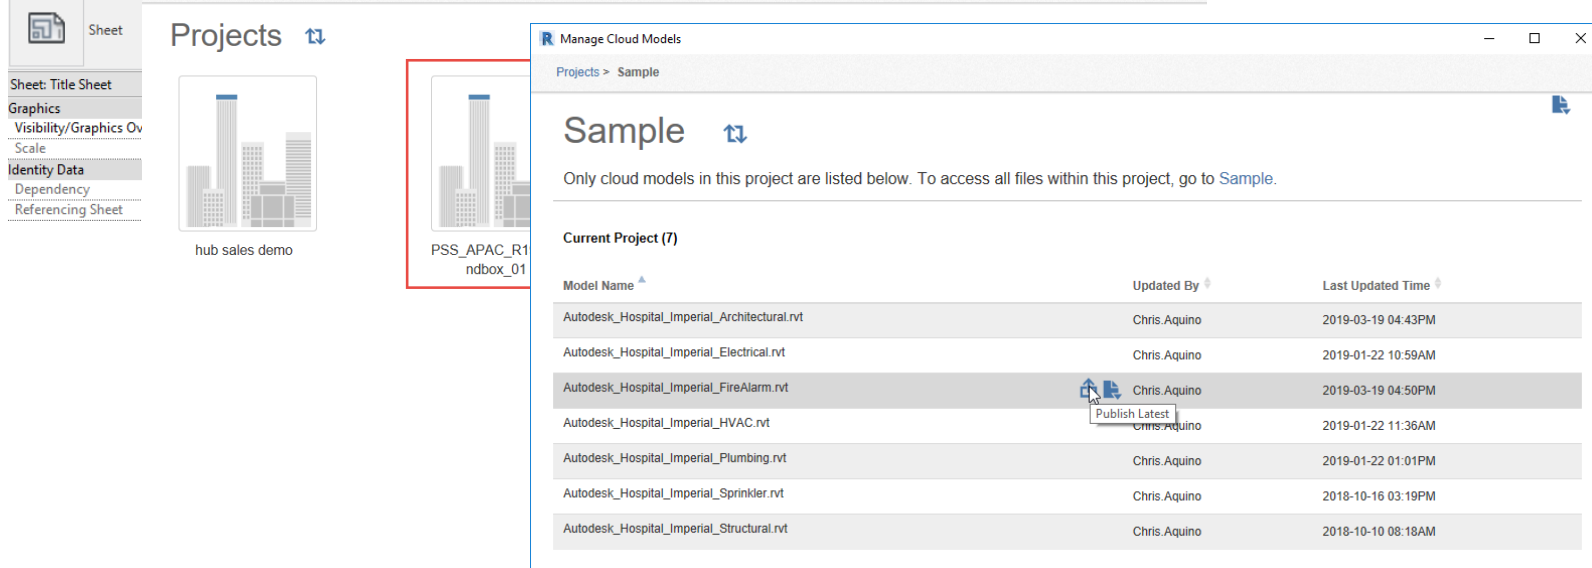 Sheet
Sheet: Title Sheet
Graphics
Visibility/Graphics Ov
Scale
Identity Data
Dependency
Referencing Sheet
Projects
hub sales demo
PSS_APAC_R1
ndbox_01
Manage Cloud Models
Projects > Sample
Sample
Only cloud models in this project are listed below. To access all files within this project, go to Sample.
Current Project (7)
Model Name Updated By Last Updated Time
Autodesk_Hospital_Imperial_Architectural.rvt Chris.Aquino 2019-03-19 04:43PM
Autodesk_Hospital_Imperial_Electrical.rvt Chris.Aquino 2019-01-22 10:59AM
Autodesk_Hospital_Imperial_FireAlarm.rvt Chris.Aquino 2019-03-19 04:50PM
Publish Latest
Autodesk_Hospital_Imperial_HVAC.rvt Chris.Aquino 2019-01-22 11:36AM
Autodesk_Hospital_Imperial_Plumbing.rvt Chris.Aquino 2019-01-22 01:01PM
Autodesk_Hospital_Imperial_Sprinkler.rvt Chris.Aquino 2018-10-16 03:19PM
Autodesk_Hospital_Imperial_Structural.rvt Chris.Aquino 2018-10-10 08:18AM